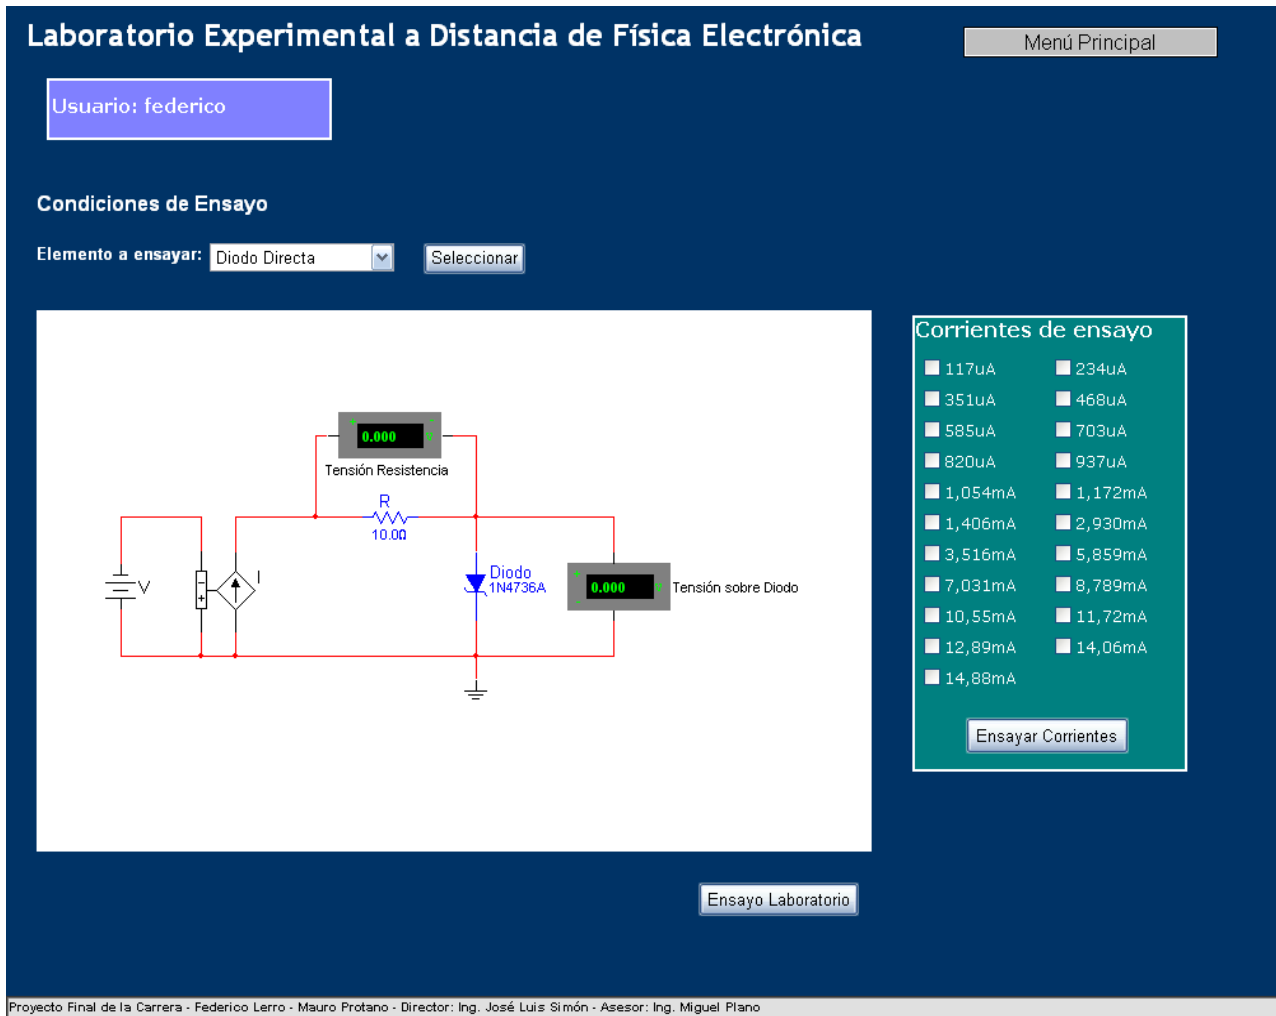 Laboratorio Experimental a Distancia de Física Electrónica
Menú Principal
Usuario: federico
Condiciones de Ensayo
Elemento a ensayar: Diodo Directa Seleccionar
+ -
0.000 V
Tensión Resistencia
R
10.0Ω
V
-
+
I
Diodo
1N4736A
+
0.000 V
-
Tensión sobre Diodo
Corrientes de ensayo
117uA 234uA
351uA 468uA
585uA 703uA
820uA 937uA
1,054mA 1,172mA
1,406mA 2,930mA
3,516mA 5,859mA
7,031mA 8,789mA
10,55mA 11,72mA
12,89mA 14,06mA
14,88mA
Ensayar Corrientes
Ensayo Laboratorio
Proyecto Final de la Carrera - Federico Lerro - Mauro Protano - Director: Ing. José Luis Simón - Asesor: Ing. Miguel Plano